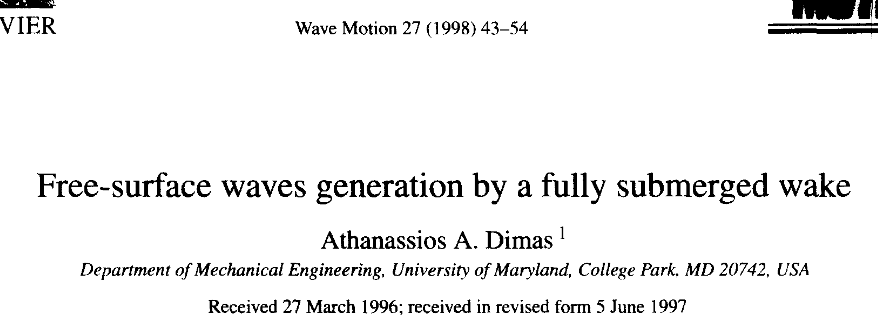 VIER
Wave Motion 27 (1998) 43–54
Free-surface waves generation by a fully submerged wake
Athanassios A. Dimas 1
Department of Mechanical Engineering, University of Maryland, College Park. MD 20742, USA
Received 27 March 1996; received in revised form 5 June 1997